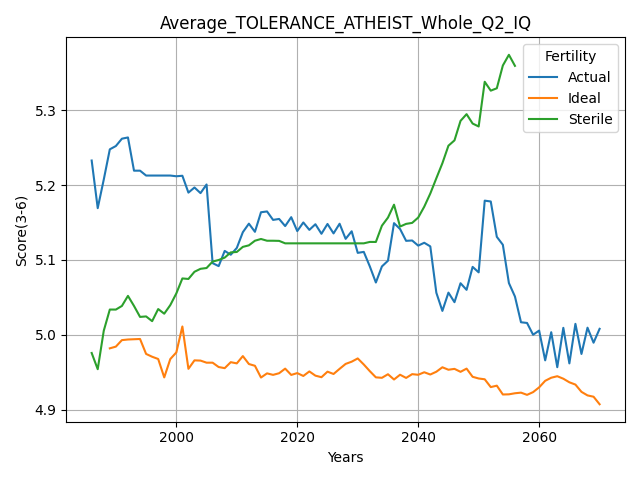 Average_TOLERANCE_ATHEIST_Whole_Q2_IQ
Fertility
Actual
Ideal
Sterile
Score(3-6)
5.3
5.2
5.1
5.0
4.9
2000
2020
2040
2060
Years